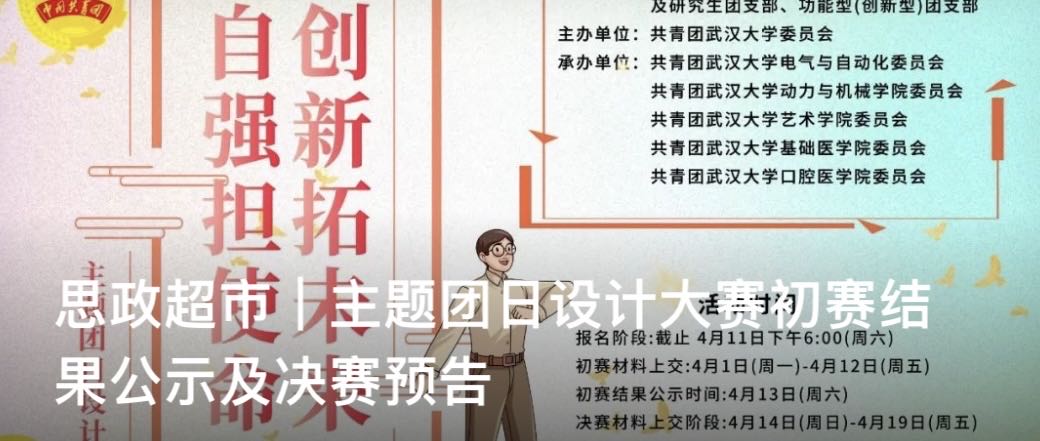 中国共青团
创新拓未来
自强担使命
及研究生团支部、功能型(创新型)团支部
主办单位：共青团武汉大学委员会
承办单位：共青团武汉大学电气与自动化委员会
共青团武汉大学动力与机械学院委员会
共青团武汉大学艺术学院委员会
共青团武汉大学基础医学院委员会
共青团武汉大学口腔医学院委员会
主题团日设计
思政超市｜主题团日设计大赛初赛结
果公示及决赛预告
活动时间
报名阶段:截止 4月11日下午6:00(周六)
初赛材料上交:4月1日(周一)-4月12日(周五)
初赛结果公示时间:4月13日(周六)
决赛材料上交阶段:4月14日(周日)-4月19日(周五)